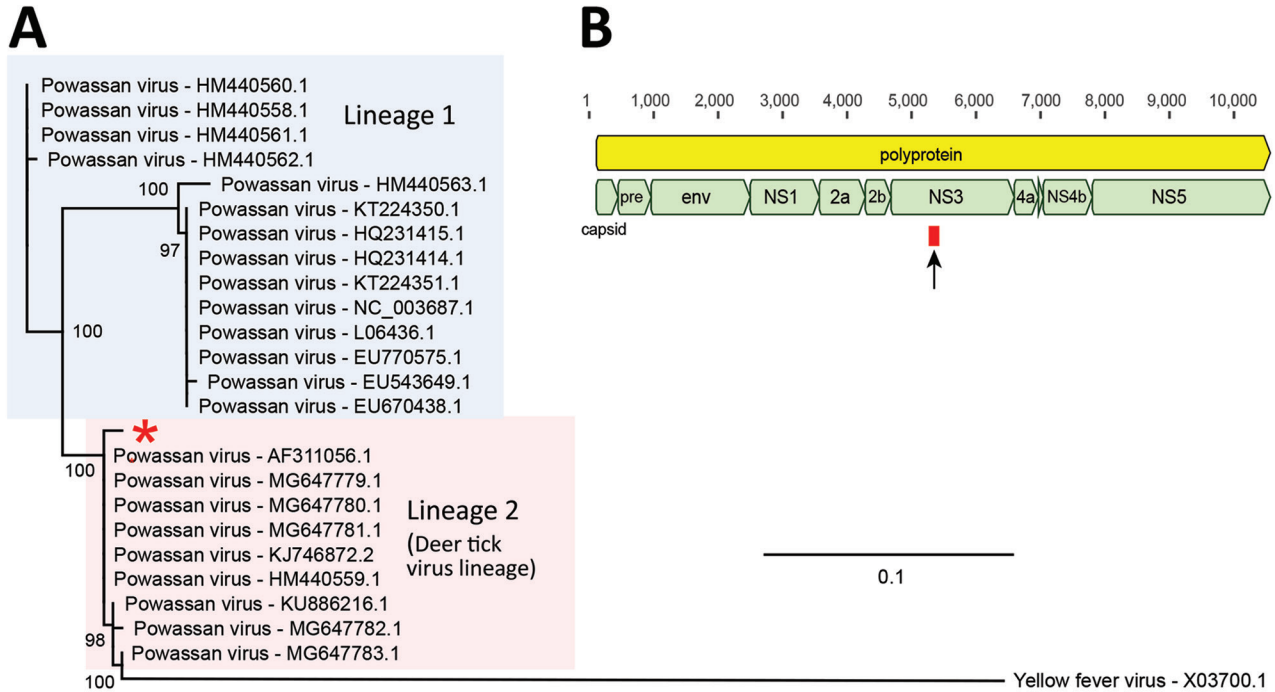 A
Powassan virus - HM440560.1
Powassan virus - HM440558.1
Powassan virus - HM440561.1
Powassan virus - HM440562.1
Lineage 1
100
Powassan virus - HM440563.1
Powassan virus - KT224350.1
Powassan virus - HQ231415.1
97
Powassan virus - HQ231414.1
Powassan virus - KT224351.1
Powassan virus - NC_003687.1
100
Powassan virus - L06436.1
Powassan virus - EU770575.1
Powassan virus - EU543649.1
Powassan virus - EU670438.1
*
100
Powassan virus - AF311056.1
Powassan virus - MG647779.1
Powassan virus - MG647780.1
Powassan virus - MG647781.1
Powassan virus - KJ746872.2
Powassan virus - HM440559.1
Lineage 2
(Deer tick
virus lineage)
Powassan virus - KU886216.1
98
Powassan virus - MG647782.1
Powassan virus - MG647783.1
100
Yellow fever virus - X03700.1
B
1 1,000 2,000 3,000 4,000 5,000 6,000 7,000 8,000 9,000 10,000
polyprotein
pre env NS1 2a 2b NS3 4a NS4b NS5
capsid
0.1